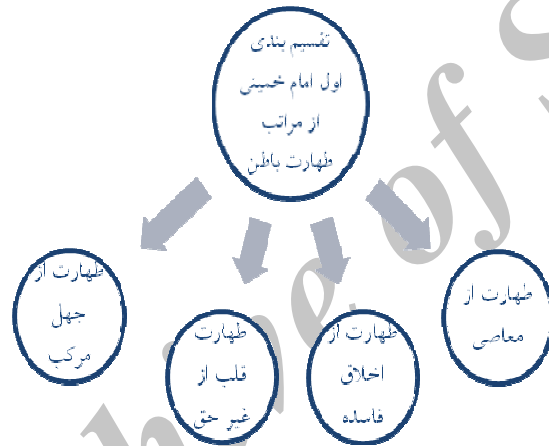 تقسیم بندی
اول امام خمینی
از مراتب
طهارت باطن
طهارت از
معاصی
طهارت از
اخلاق
فاسده
طهارت
قلب از
غیر حق
طهارت از
جهل
مرکب